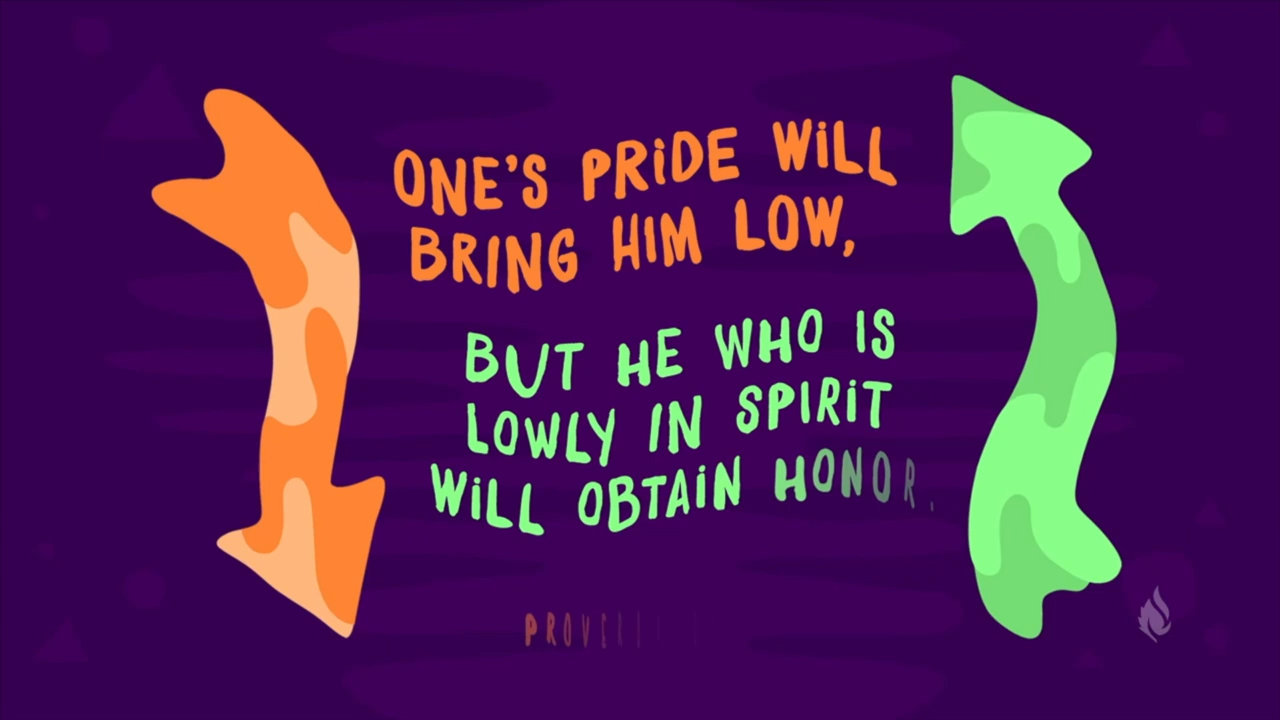 ONE'S PRiDE WiLL
BRING HIM LOW,
BUT HE WHO IS
LOWLY IN SPIRiT
WiLL OBTAiN HONOR.